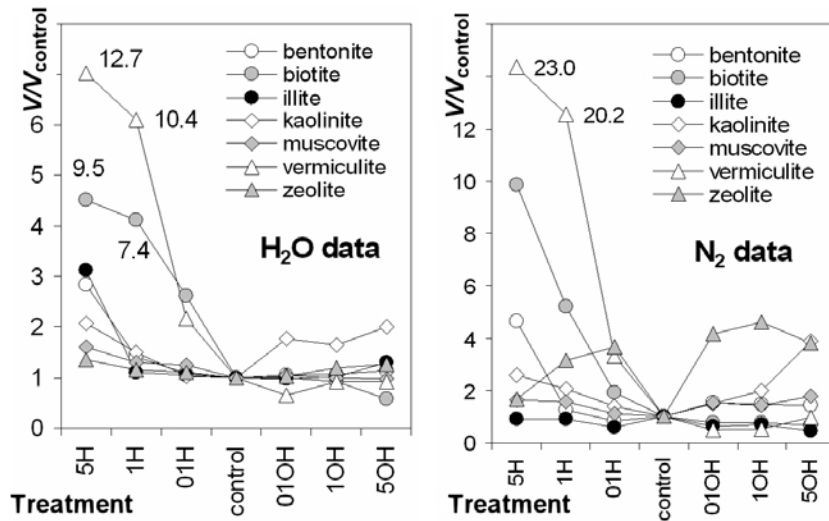 V/Vcontrol
7
6
5
4
3
2
1
0
12.7
10.4
9.5
7.4
bentonite
biotite
illite
kaolinite
muscovite
vermiculite
zeolite
H2O data
5H
1H
01H
control
01OH
1OH
5OH
Treatment
V/Vcontrol
14
12
10
8
6
4
2
0
23.0
20.2
bentonite
biotite
illite
kaolinite
muscovite
vermiculite
zeolite
N2 data
5H
1H
01H
control
01OH
1OH
5OH
Treatment